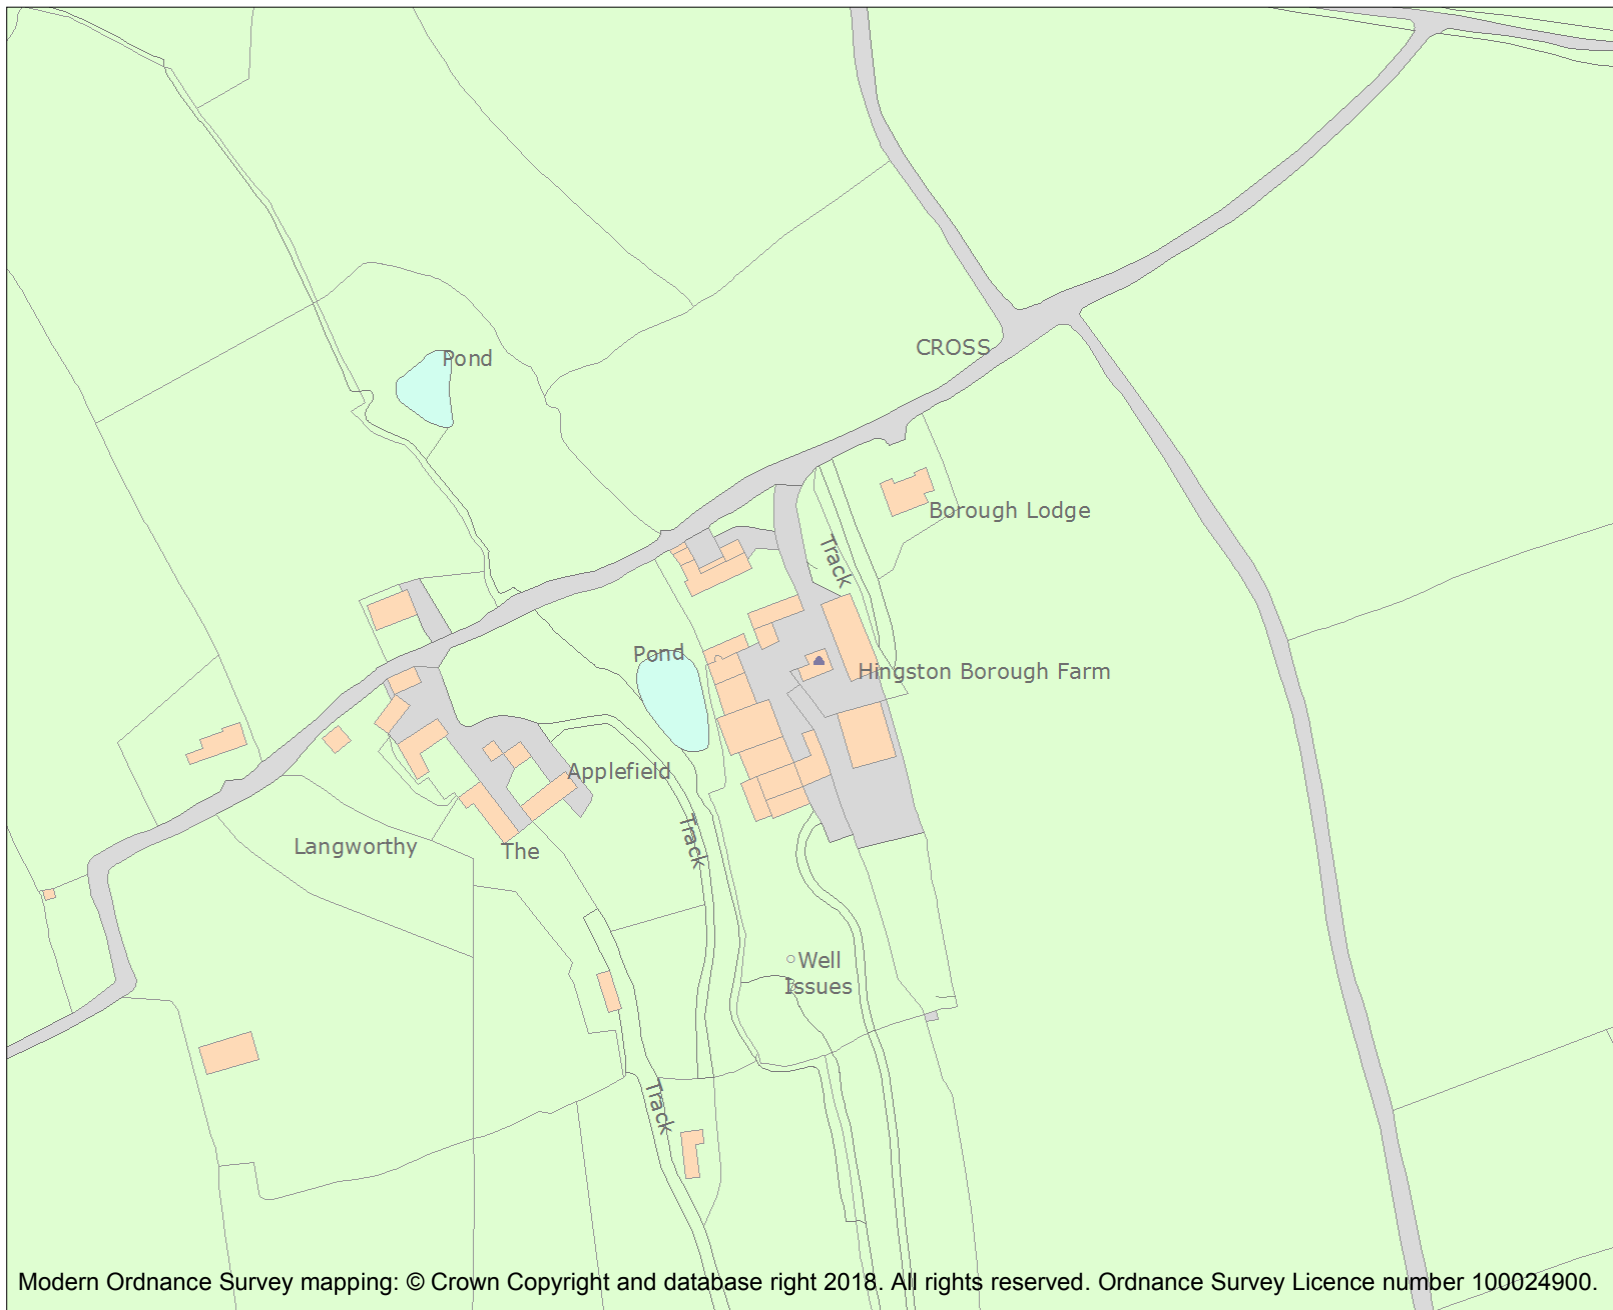 CROSS
Pond
Borough Lodge
Track
Pond
Hingston Borough Farm
Applefield
Track
Langworthy
The
Well
Issues
Track
Modern Ordnance Survey mapping: © Crown Copyright and database right 2018. All rights reserved. Ordnance Survey Licence number 100024900.